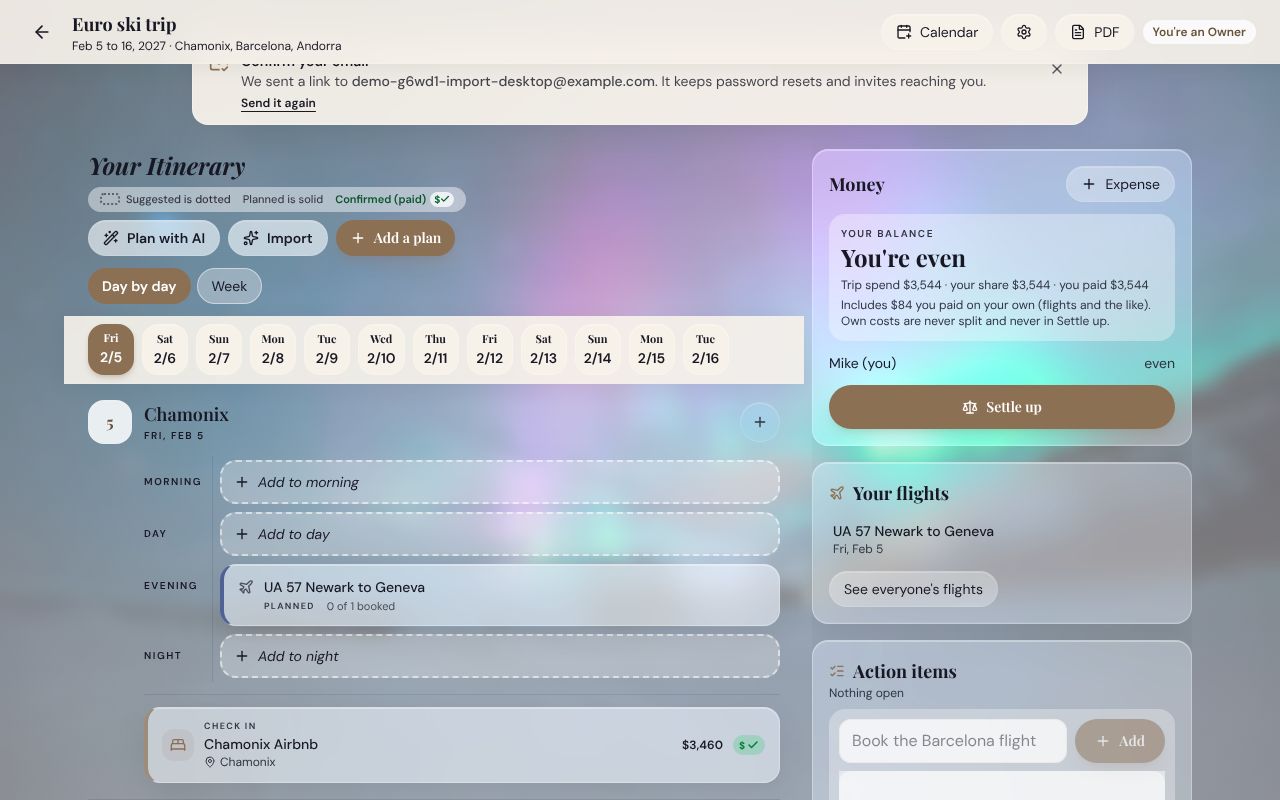 Euro ski trip
Feb 5 to 16, 2027 · Chamonix, Barcelona, Andorra
Calendar
PDF
You're an Owner
We sent a link to demo-g6wd1-import-desktop@example.com. It keeps password resets and invites reaching you.
Send it again
Your Itinerary
Suggested is dotted Planned is solid Confirmed (paid) $✓
Plan with AI
Import
Add a plan
Day by day
Week
Fri 2/5
Sat 2/6
Sun 2/7
Mon 2/8
Tue 2/9
Wed 2/10
Thu 2/11
Fri 2/12
Sat 2/13
Sun 2/14
Mon 2/15
Tue 2/16
5
Chamonix
FRI, FEB 5
MORNING
Add to morning
DAY
Add to day
EVENING
UA 57 Newark to Geneva
PLANNED 0 of 1 booked
NIGHT
Add to night
CHECK IN
Chamonix Airbnb
Chamonix
$3,460 $✓
Money
Expense
YOUR BALANCE
You're even
Trip spend $3,544 · your share $3,544 · you paid $3,544
Includes $84 you paid on your own (flights and the like).
Own costs are never split and never in Settle up.
Mike (you) even
Settle up
Your flights
UA 57 Newark to Geneva
Fri, Feb 5
See everyone's flights
Action items
Nothing open
Book the Barcelona flight
Add